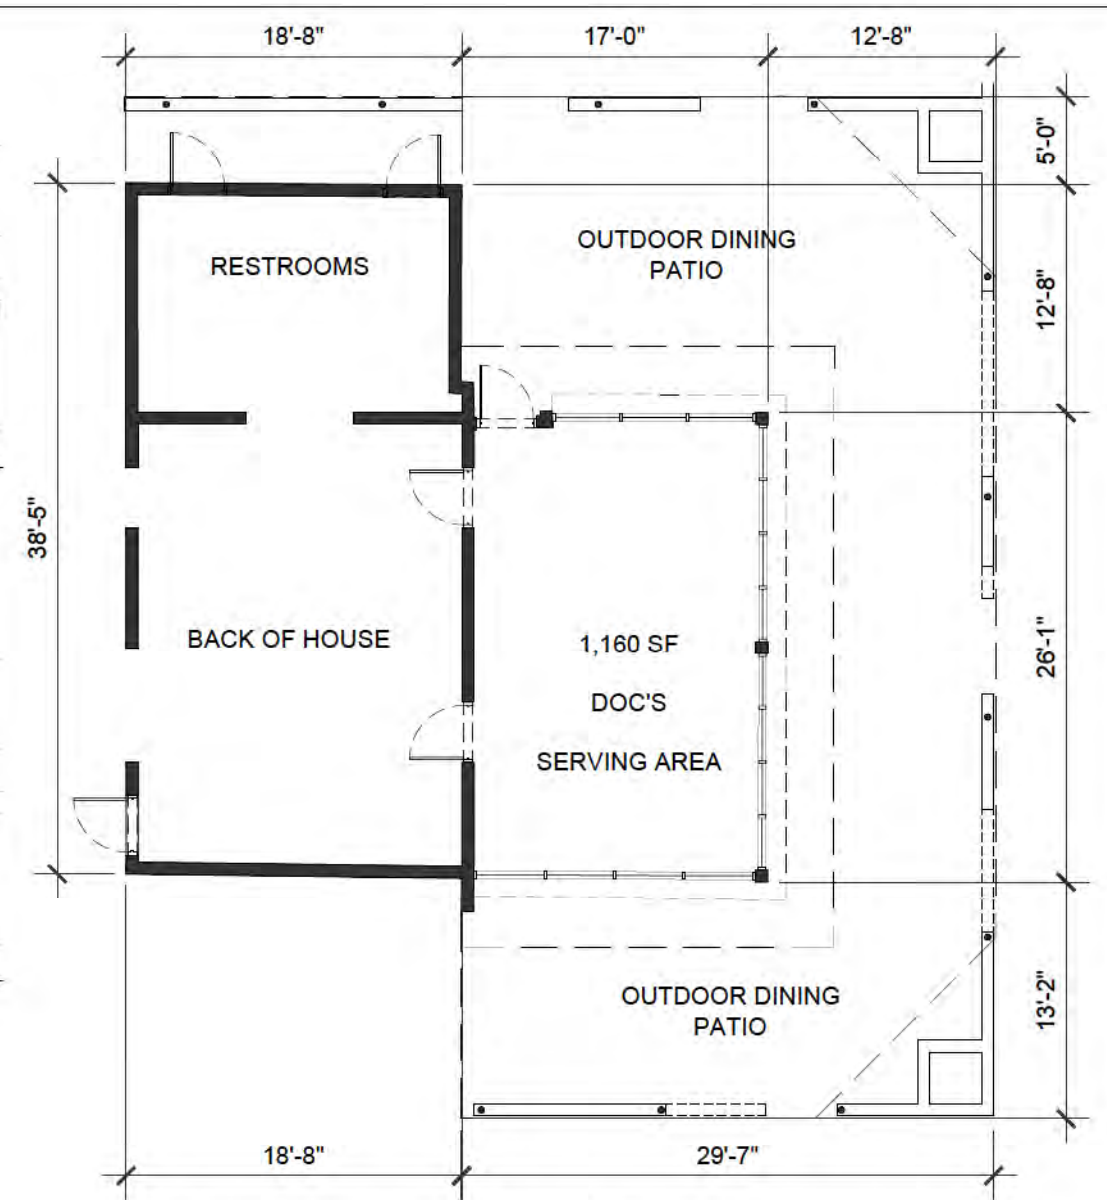 18'-8"
17'-0"
12'-8"
5'-0"
OUTDOOR DINING
PATIO
RESTROOMS
12'-8"
38'-5"
BACK OF HOUSE
1,160 SF
DOC'S
SERVING AREA
26'-1"
OUTDOOR DINING
PATIO
13'-2"
18'-8"
29'-7"